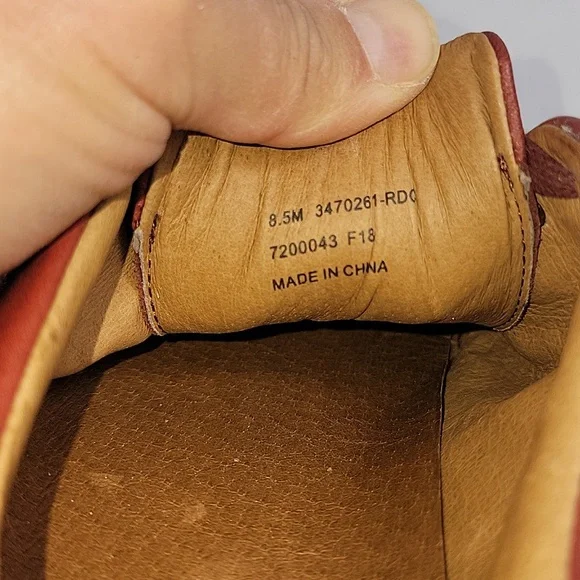 8.5M 3470261-RDC
7200043 F18
MADE IN CHNA